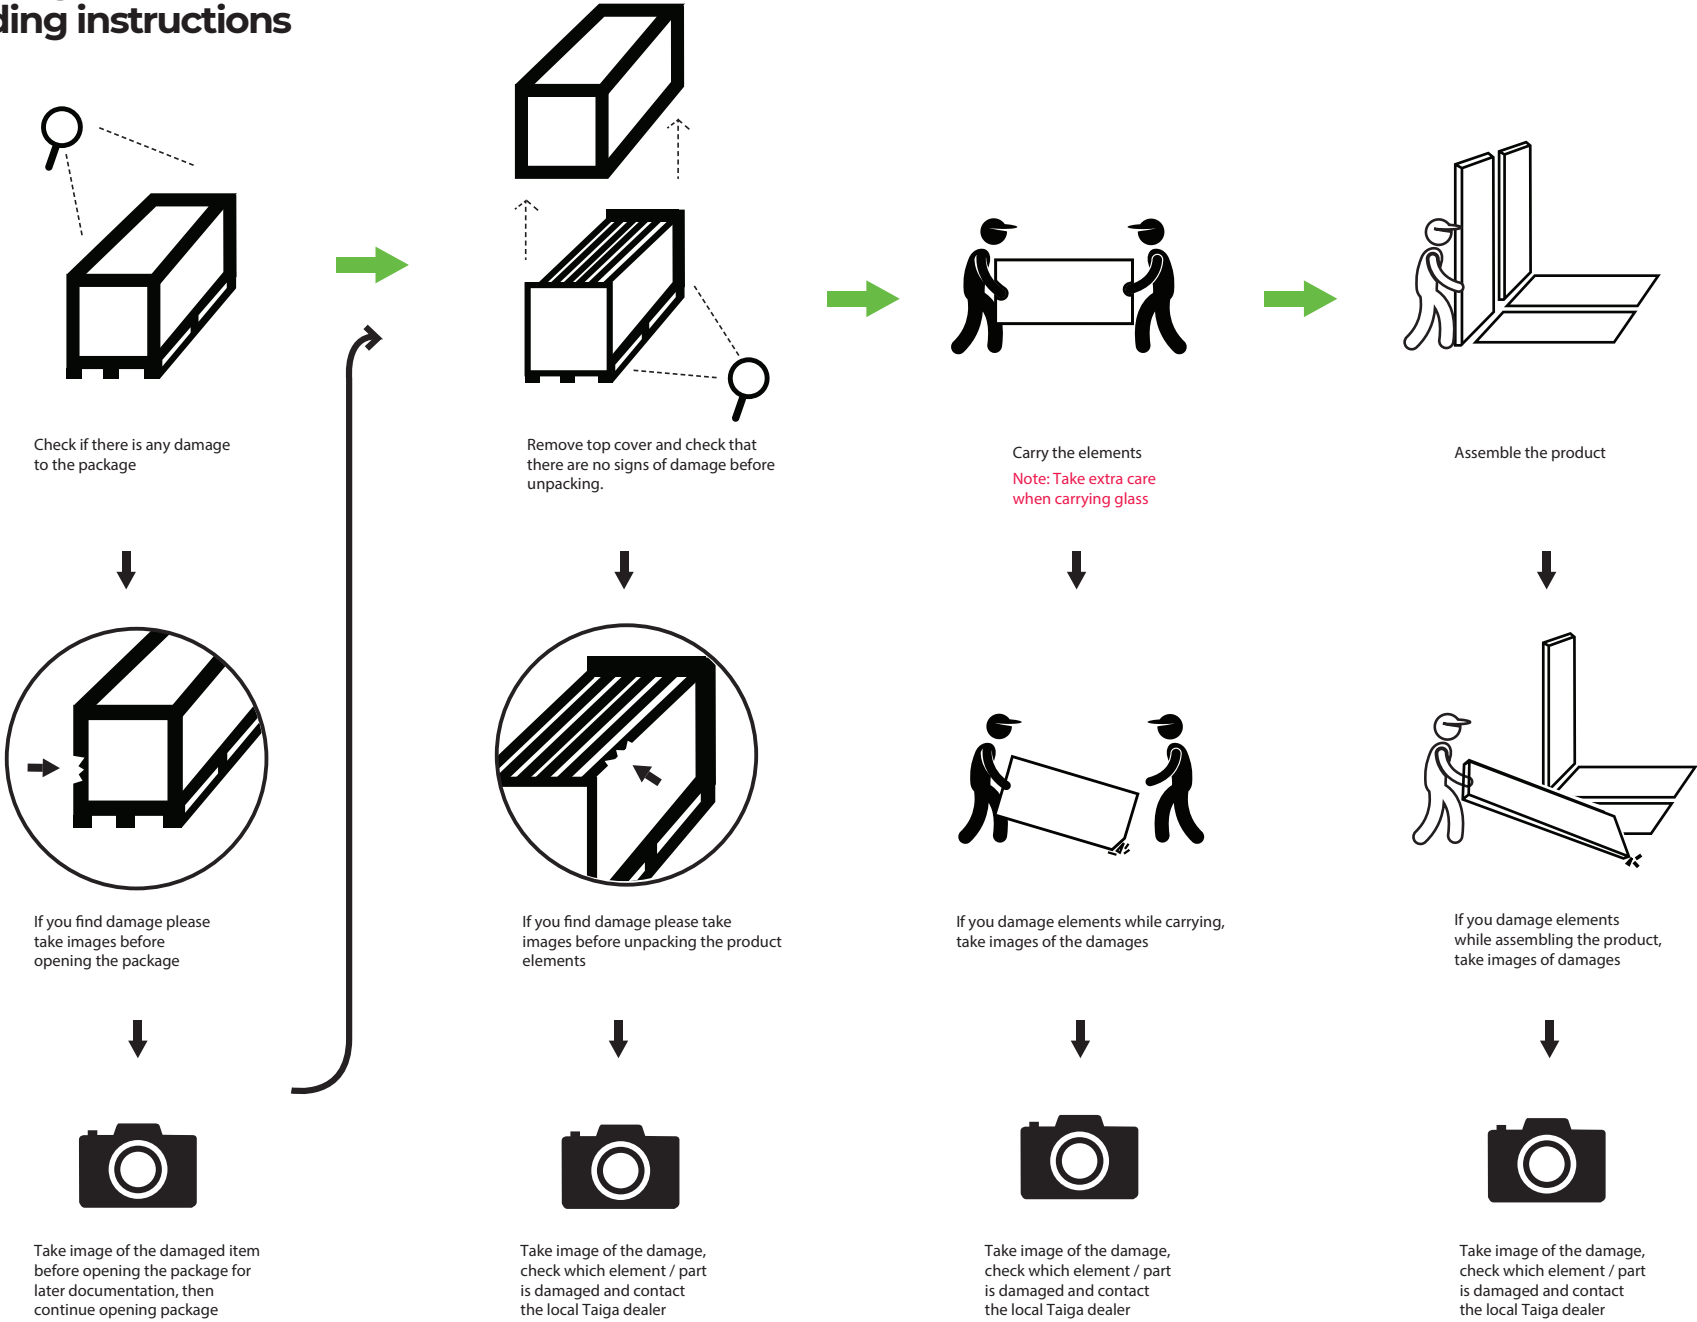 instructions
Check if there is any damage
to the package
Remove top cover and check that
there are no signs of damage before
unpacking.
Carry the elements
Note: Take extra care
when carrying glass
Assemble the product
If you find damage please
take images before
opening the package
If you find damage please take
images before unpacking the product
elements
If you damage elements while carrying,
take images of the damages
If you damage elements
while assembling the product,
take images of damages
Take image of the damaged item
before opening the package for
later documentation, then
continue opening package
Take image of the damage,
check which element / part
is damaged and contact
the local Taiga dealer
Take image of the damage,
check which element / part
is damaged and contact
the local Taiga dealer
Take image of the damage,
check which element / part
is damaged and contact
the local Taiga dealer